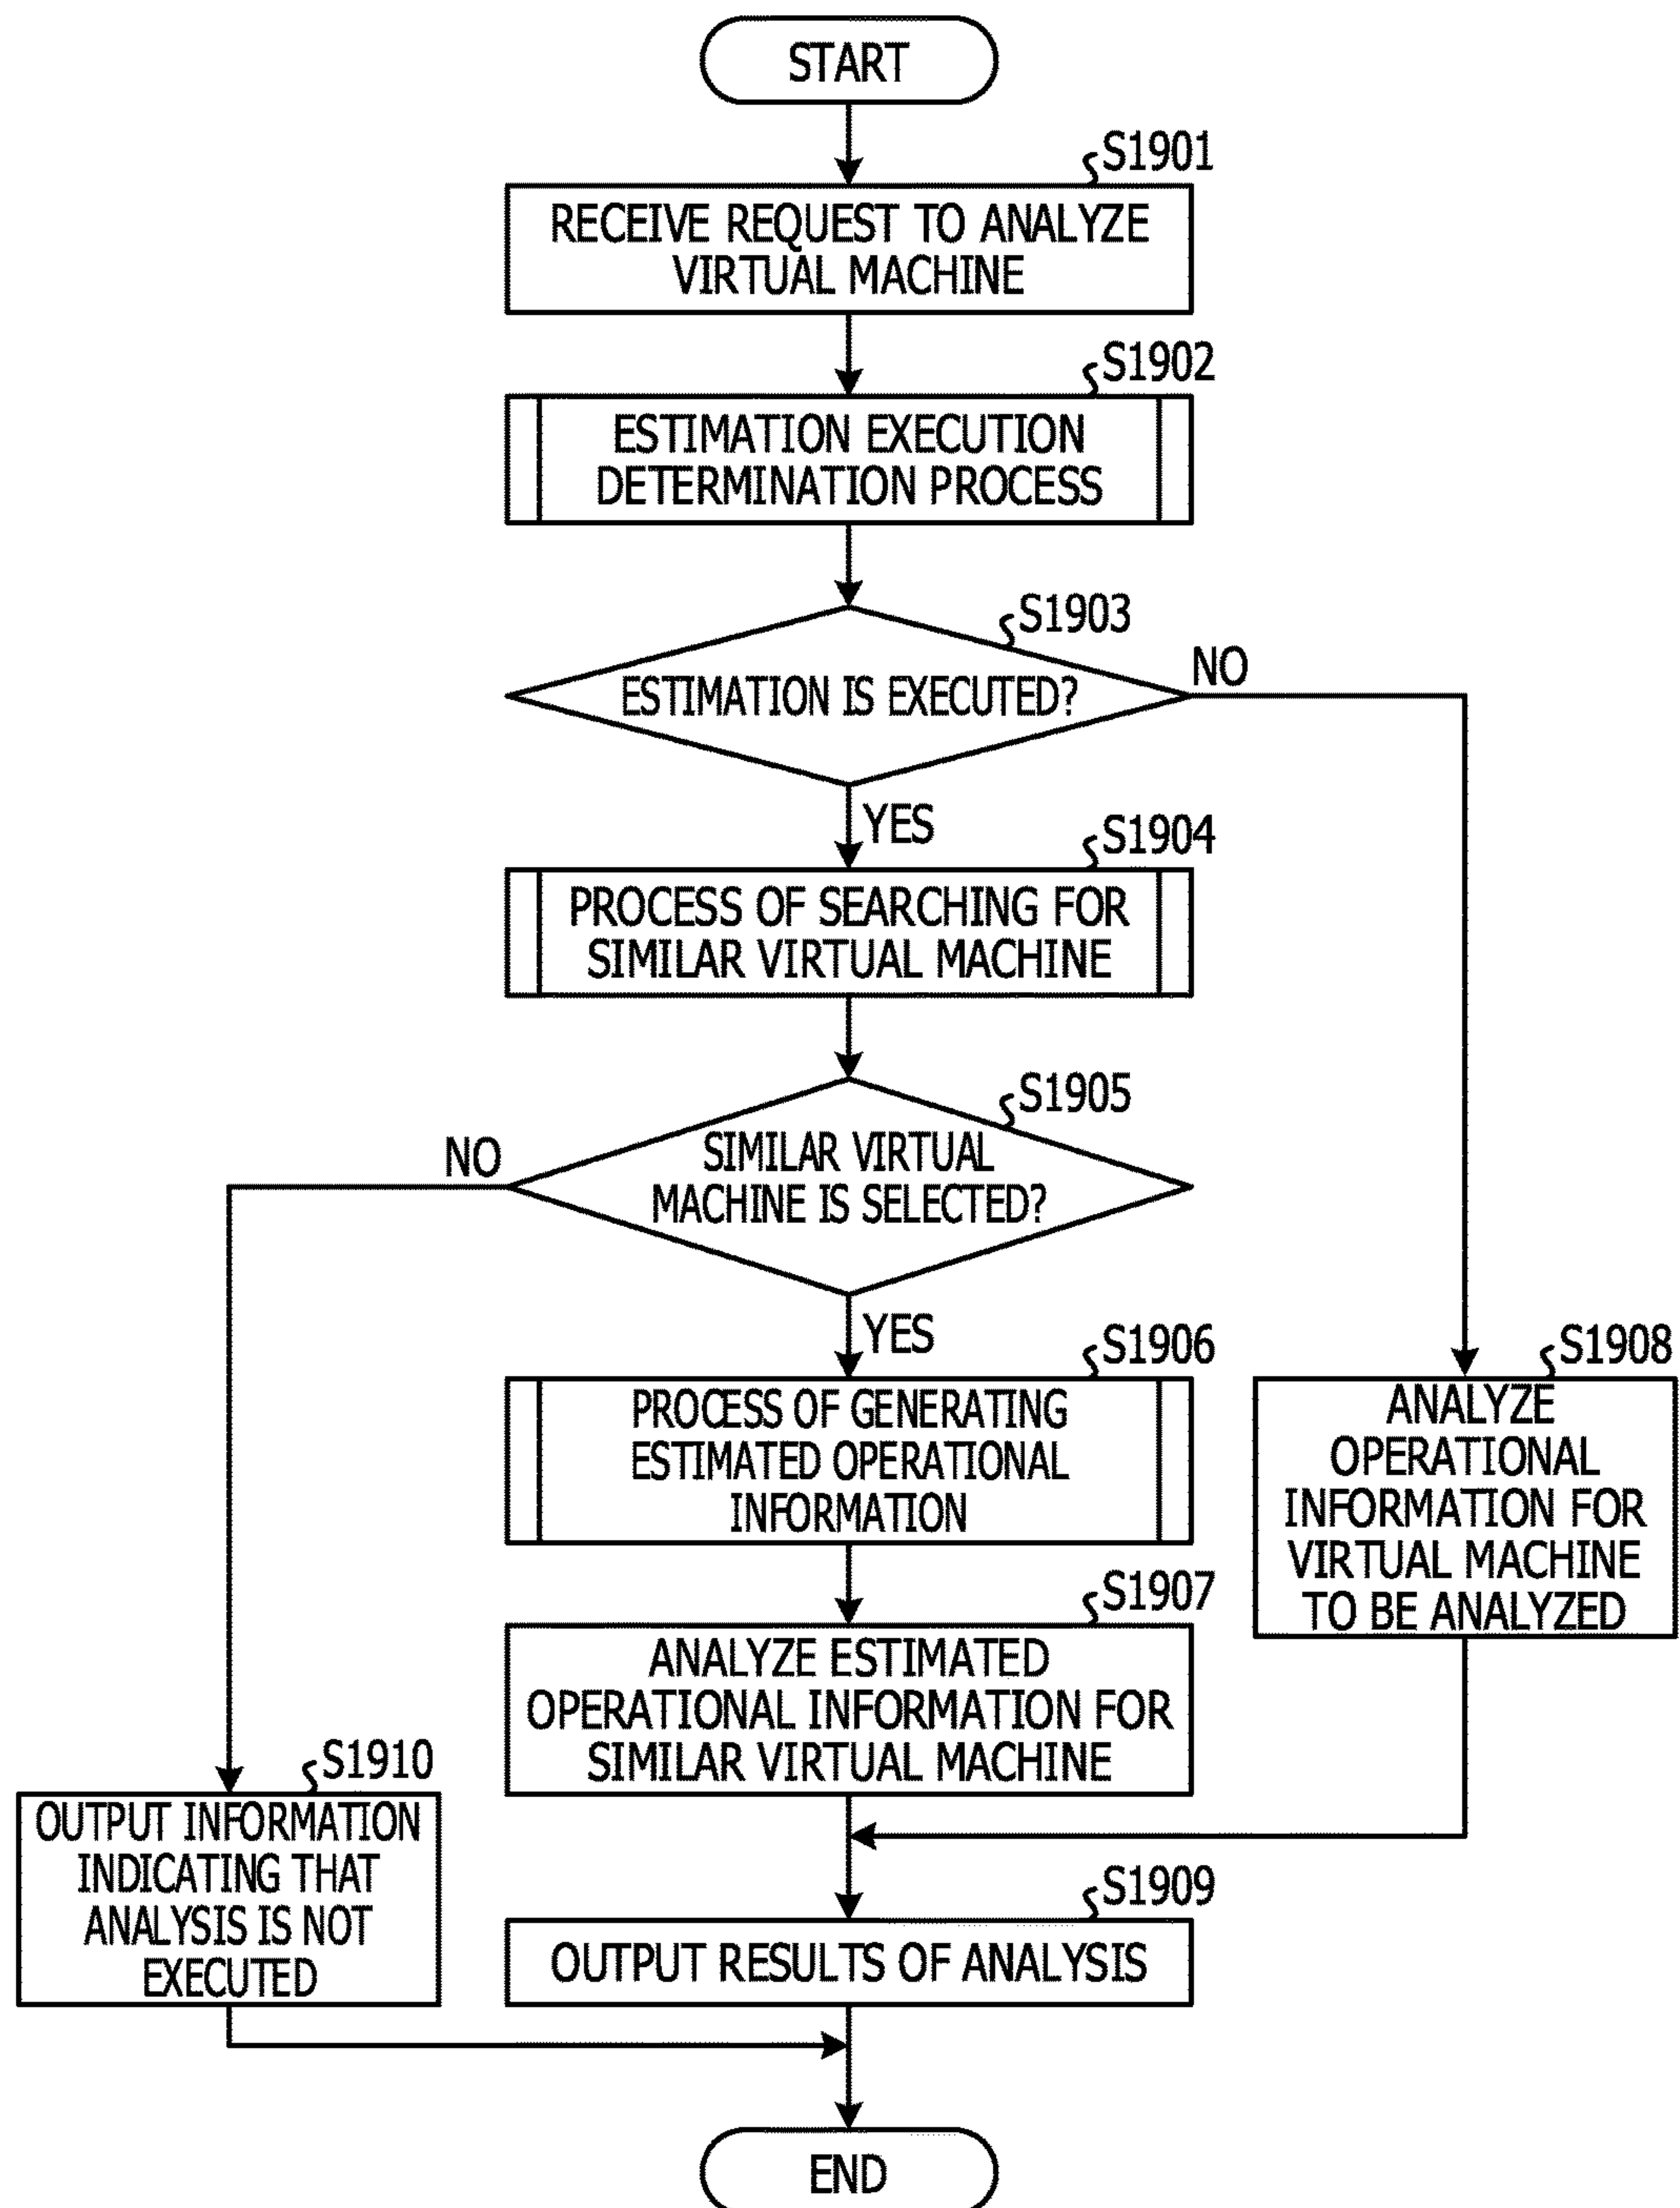 START
S1901
RECEIVE REQUEST TO ANALYZE
VIRTUAL MACHINE
S1902
ESTIMATION EXECUTION
DETERMINATION PROCESS
S1903
ESTIMATION IS EXECUTED?
NO
YES
S1904
PROCESS OF SEARCHING FOR
SIMILAR VIRTUAL MACHINE
S1905
SIMILAR VIRTUAL
MACHINE IS SELECTED?
NO
YES
S1906
PROCESS OF GENERATING
ESTIMATED OPERATIONAL
INFORMATION
S1908
ANALYZE
OPERATIONAL
INFORMATION FOR
VIRTUAL MACHINE
TO BE ANALYZED
S1907
ANALYZE ESTIMATED
OPERATIONAL INFORMATION FOR
SIMILAR VIRTUAL MACHINE
S1910
OUTPUT INFORMATION
INDICATING THAT
ANALYSIS IS NOT
EXECUTED
S1909
OUTPUT RESULTS OF ANALYSIS
END